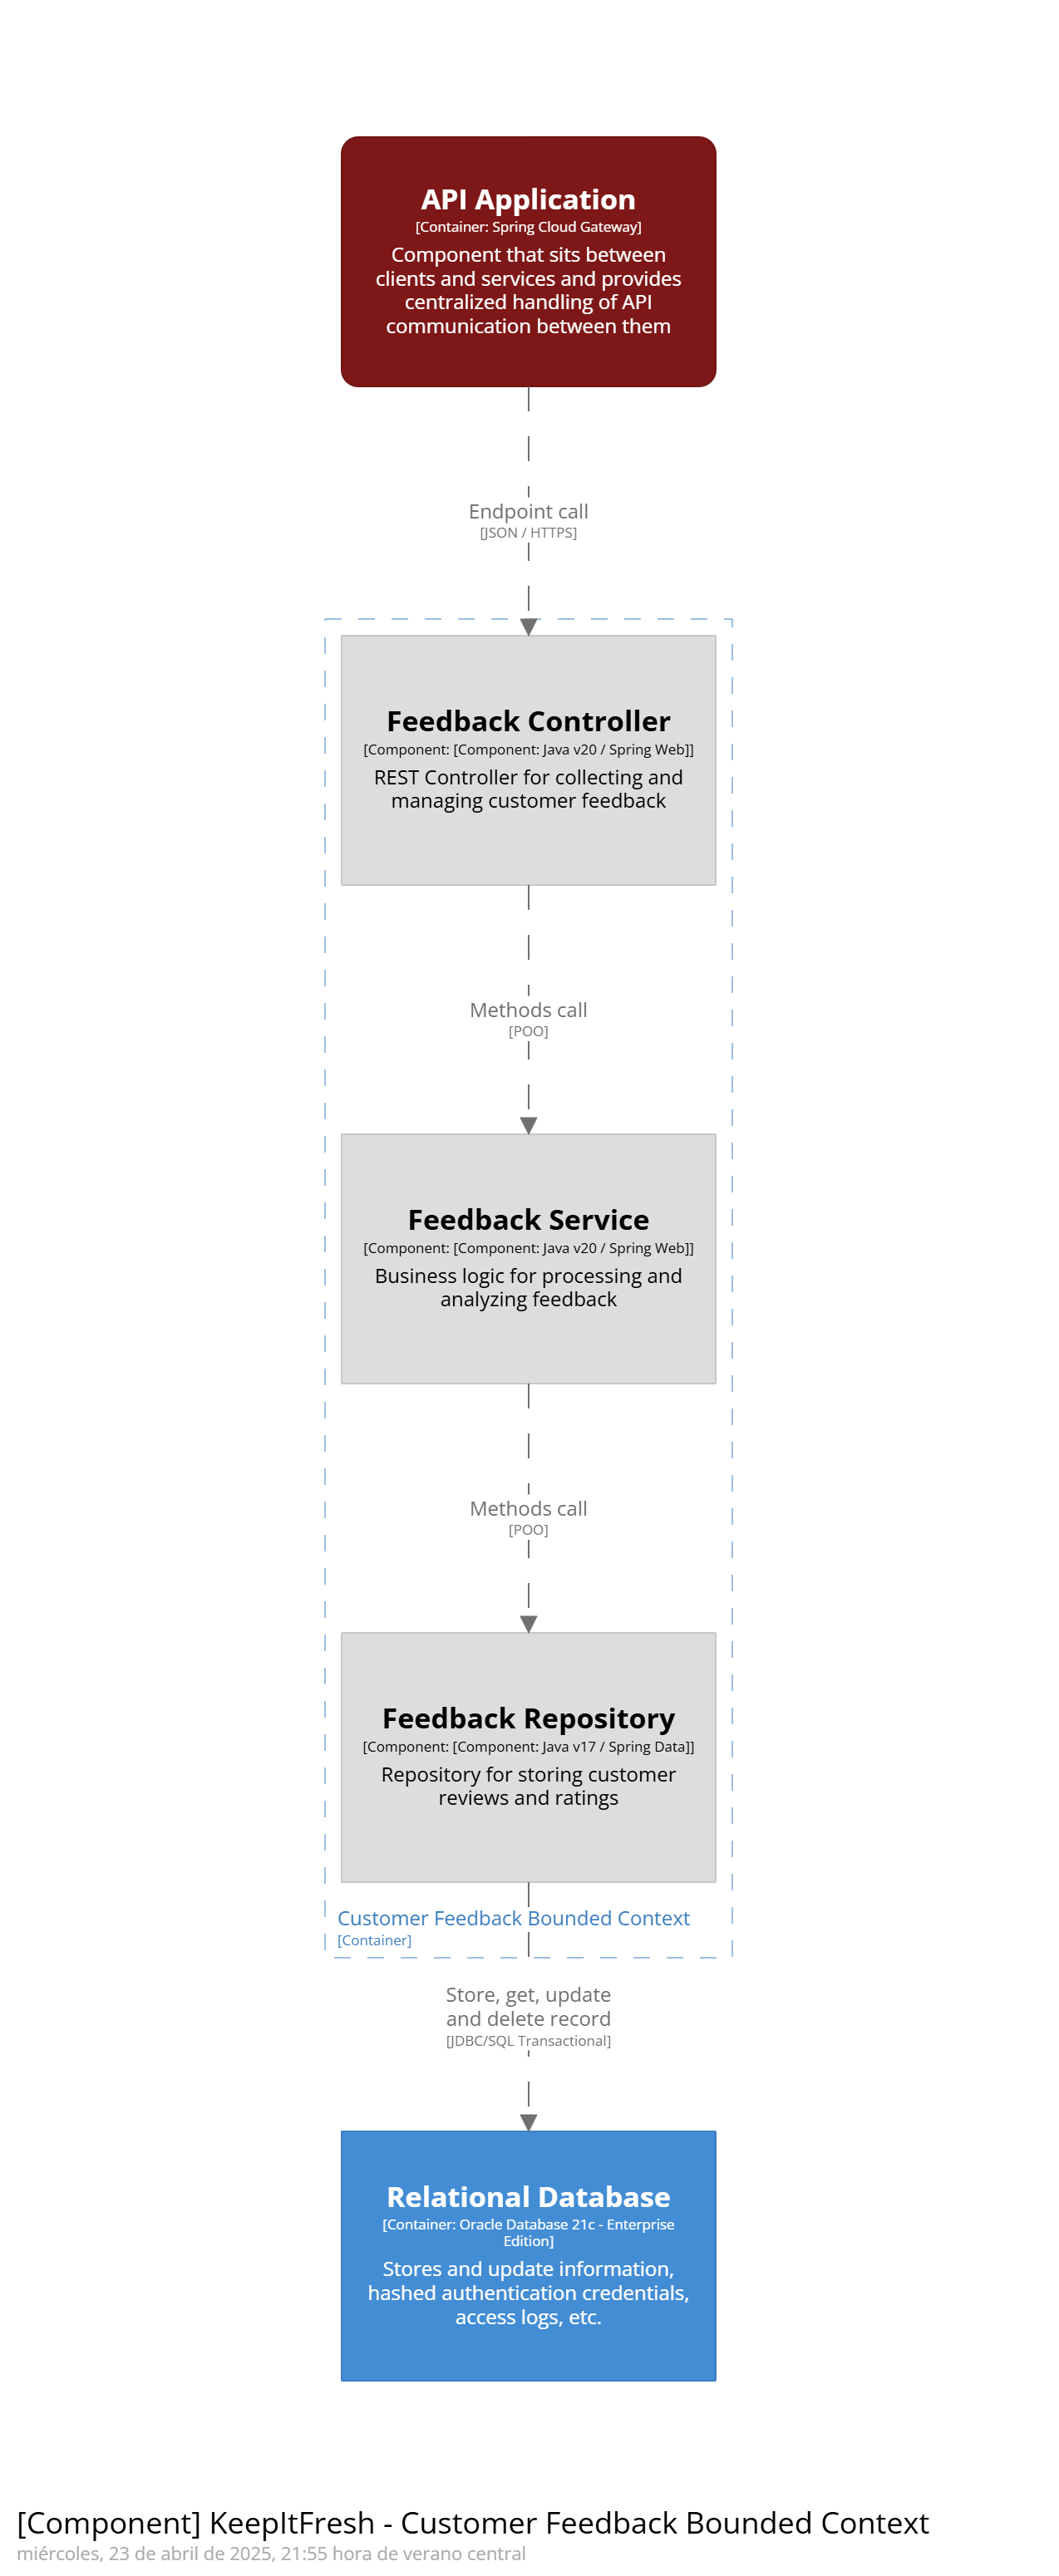 API Application
[Container: Spring Cloud Gateway]
Component that sits between
clients and services and provides
centralized handling of API
communication between them
Endpoint call
[JSON / HTTPS]
Feedback Controller
[Component: [Component: Java v20 / Spring Web]]
REST Controller for collecting and
managing customer feedback
Methods call
[POO]
Feedback Service
[Component: [Component: Java v20 / Spring Web]]
Business logic for processing and
analyzing feedback
Methods call
[POO]
Feedback Repository
[Component: [Component: Java v17 / Spring Data]]
Repository for storing customer
reviews and ratings
Customer Feedback Bounded Context
[Container]
Store, get, update
and delete record
[JDBC/SQL Transactional]
Relational Database
[Container: Oracle Database 21c - Enterprise
Edition]
Stores and update information,
hashed authentication credentials,
access logs, etc.
[Component] KeepItFresh - Customer Feedback Bounded Context
miércoles, 23 de abril de 2025, 21:55 hora de verano central